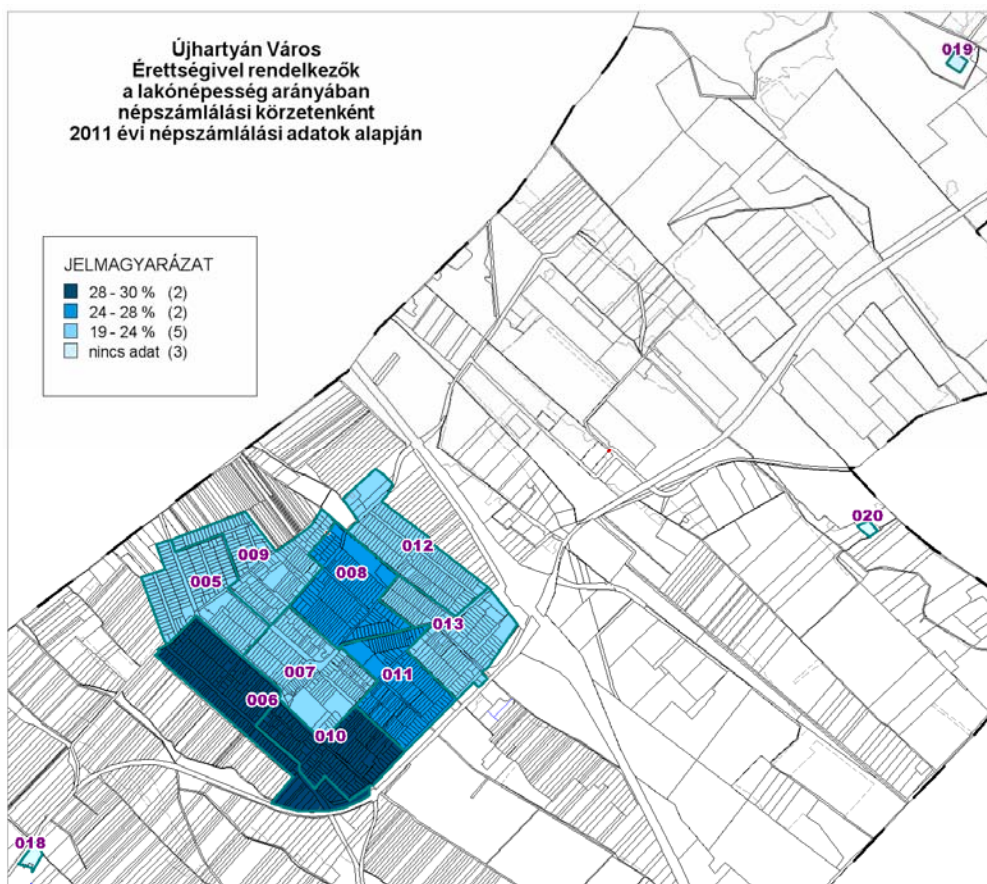 Újhartyán Város
Érettségivel rendelkezők
a lakónépesség arányában
népszámlálási körzetenként
2011 évi népszámlálási adatok alapján
019
JELMAGYARÁZAT
28 - 30 % (2)
24 - 28 % (2)
19 - 24 % (5)
nincs adat (3)
020
012
009
008
005
013
007
011
006
010
018